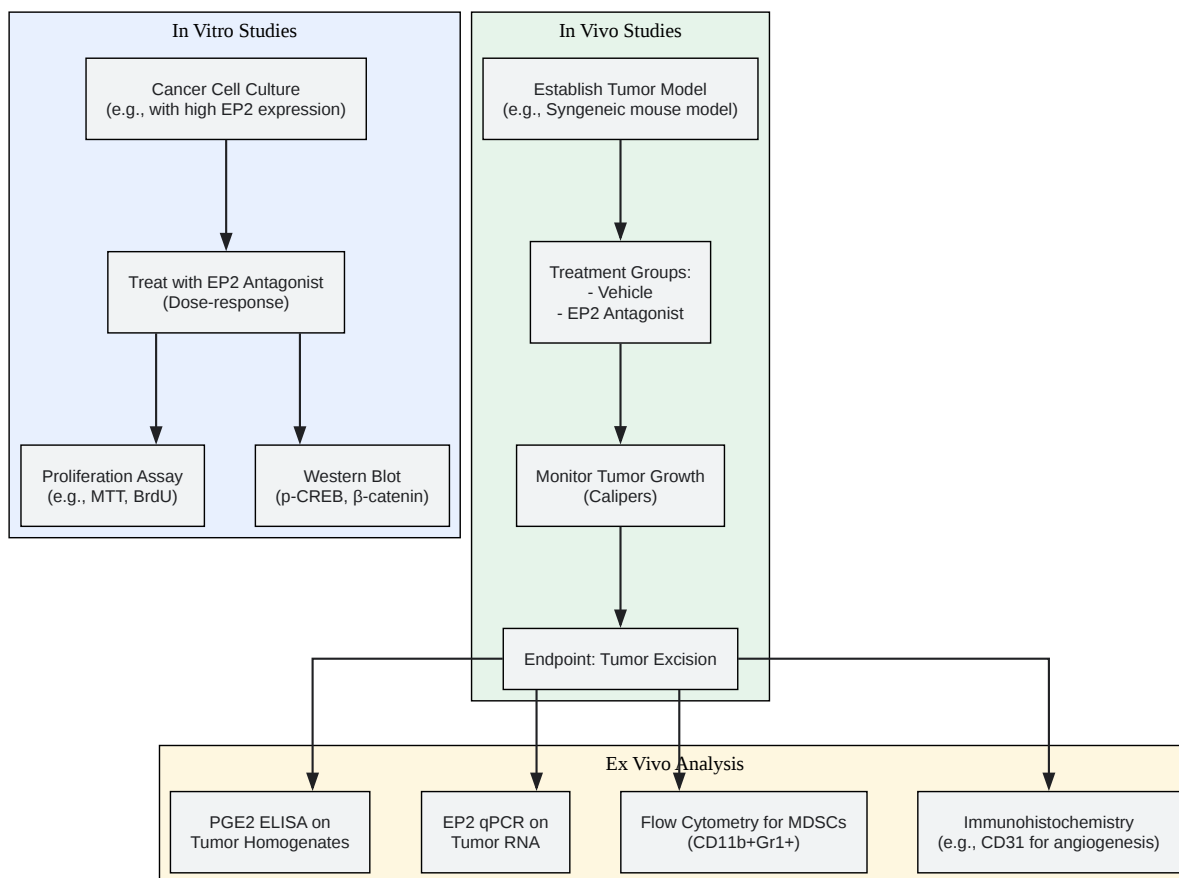 In Vitro Studies
Cancer Cell Culture
(e.g., with high EP2 expression)
Treat with EP2 Antagonist
(Dose-response)
Proliferation Assay
(e.g., MTT, BrdU)
Western Blot
(p-CREB, β-catenin)
In Vivo Studies
Establish Tumor Model
(e.g., Syngeneic mouse model)
Treatment Groups:
- Vehicle
- EP2 Antagonist
Monitor Tumor Growth
(Calipers)
Endpoint: Tumor Excision
Ex Vivo Analysis
PGE2 ELISA on
Tumor Homogenates
EP2 qPCR on
Tumor RNA
Flow Cytometry for MDSCs
(CD11b+Gr1+)
Immunohistochemistry
(e.g., CD31 for angiogenesis)